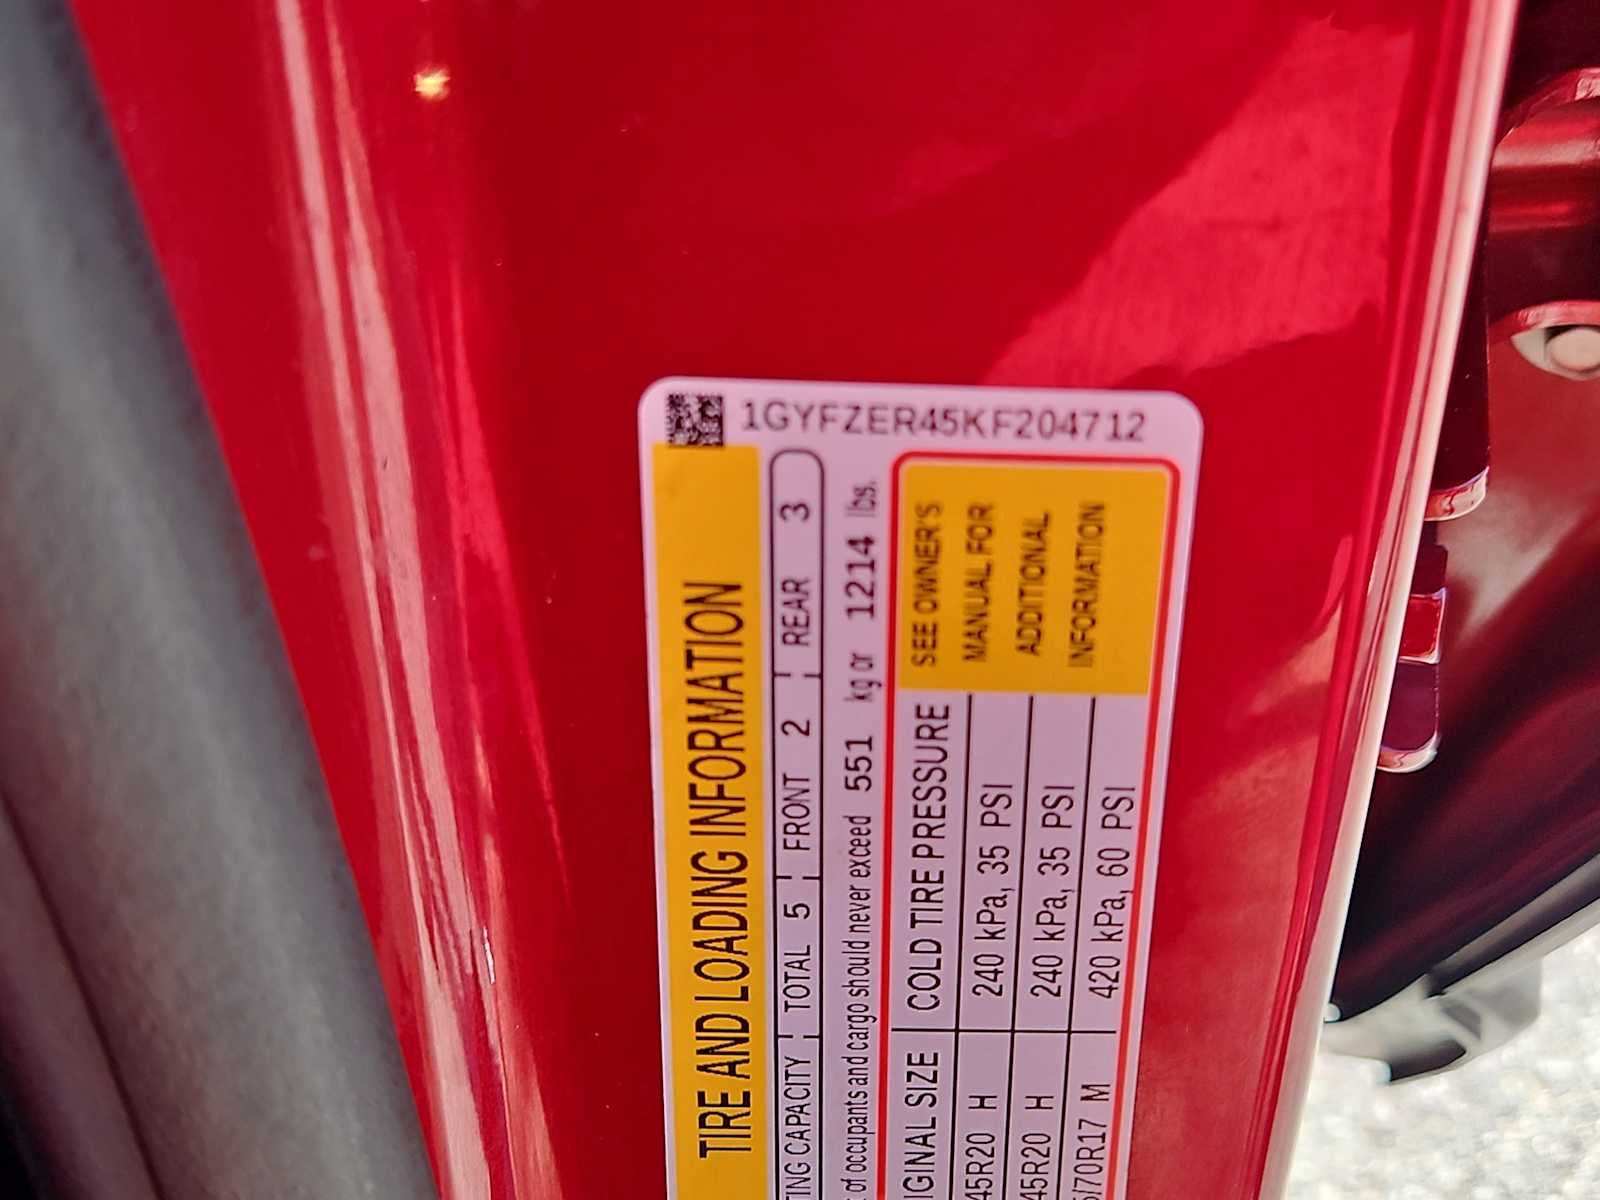 1GYFZER45KF204712
TIRE AND LOADING INFORMATION
TING CAPACITY TOTAL 5 FRONT 2 REAR 3
of occupants and cargo should never exceed 551 kg or 1214 lbs.
IGINAL SIZE COLD TIRE PRESSURE
45R20 H 240 kPa, 35 PSI
45R20 H 240 kPa, 35 PSI
/70R17 M 420 kPa, 60 PSI
SEE OWNER'S
MANUAL FOR
ADDITIONAL
INFORMATION